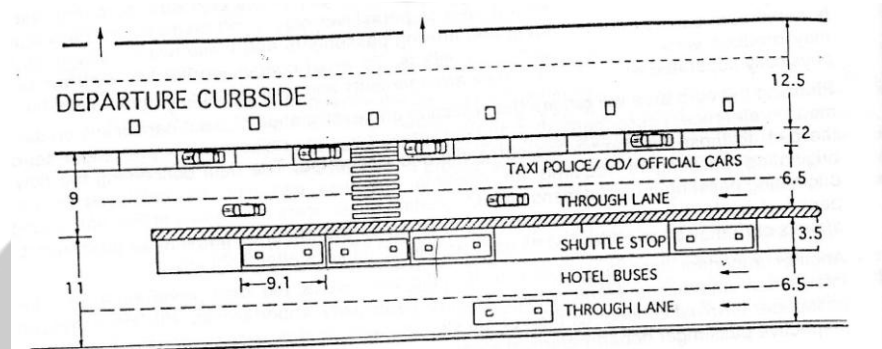 12.5
DEPARTURE CURBSIDE
2
TAXI POLICE/ CD/ OFFICIAL CARS
9
THROUGH LANE
6.5
SHUTTLE STOP
3.5
11
9.1
HOTEL BUSES
6.5
THROUGH LANE